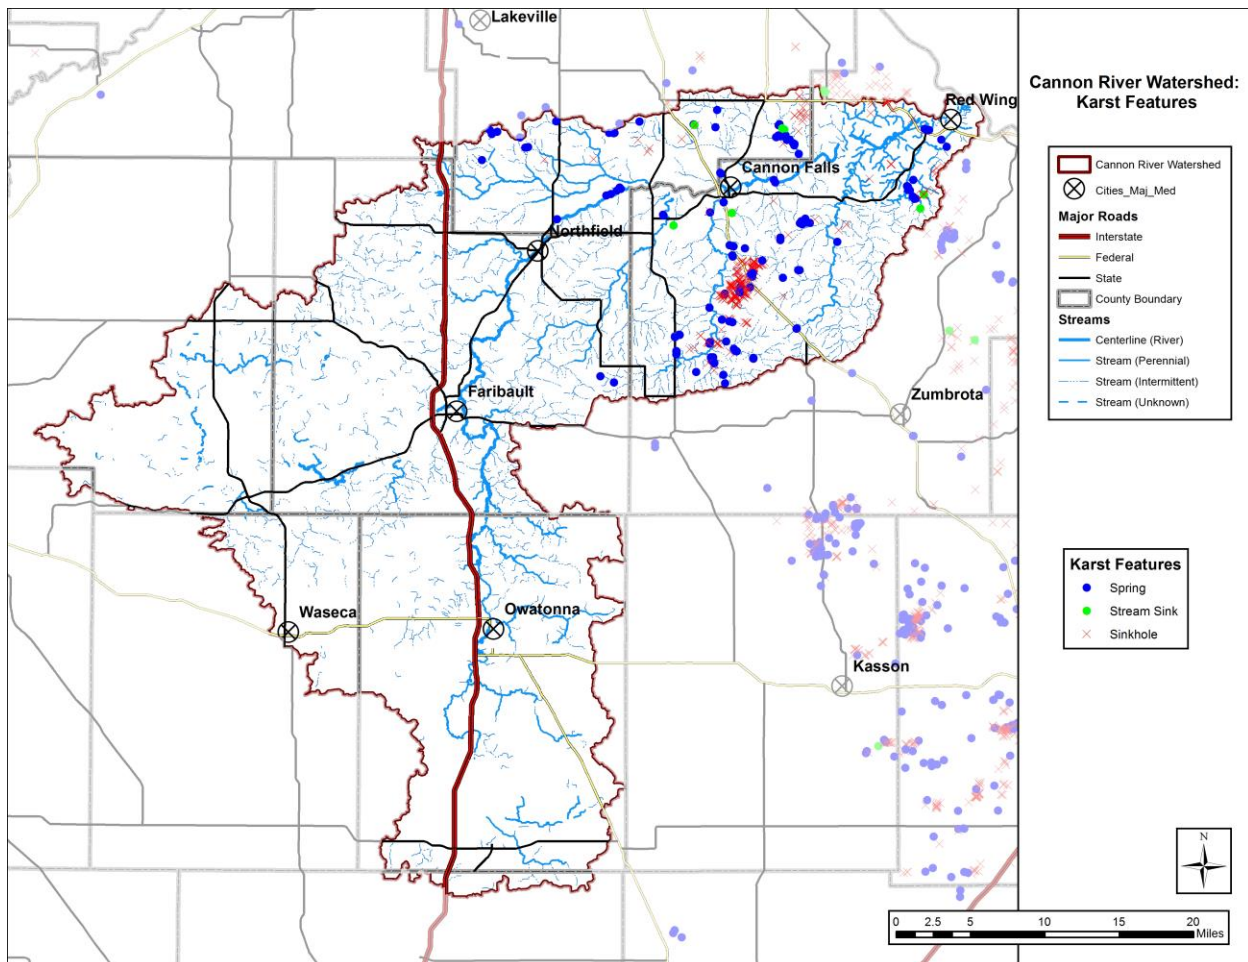 Lakeville
Red Wing
Cannon Falls
Northfield
Faribault
Zumbrota
Waseca
Owatonna
Kasson
Cannon River Watershed:
Karst Features
Cannon River Watershed
Cities_Maj_Med
Major Roads
Interstate
Federal
State
County Boundary
Streams
Centerline (River)
Stream (Perennial)
Stream (Intermittent)
Stream (Unknown)
Karst Features
Spring
Stream Sink
Sinkhole
N
0 2.5 5 10 15 20
Miles